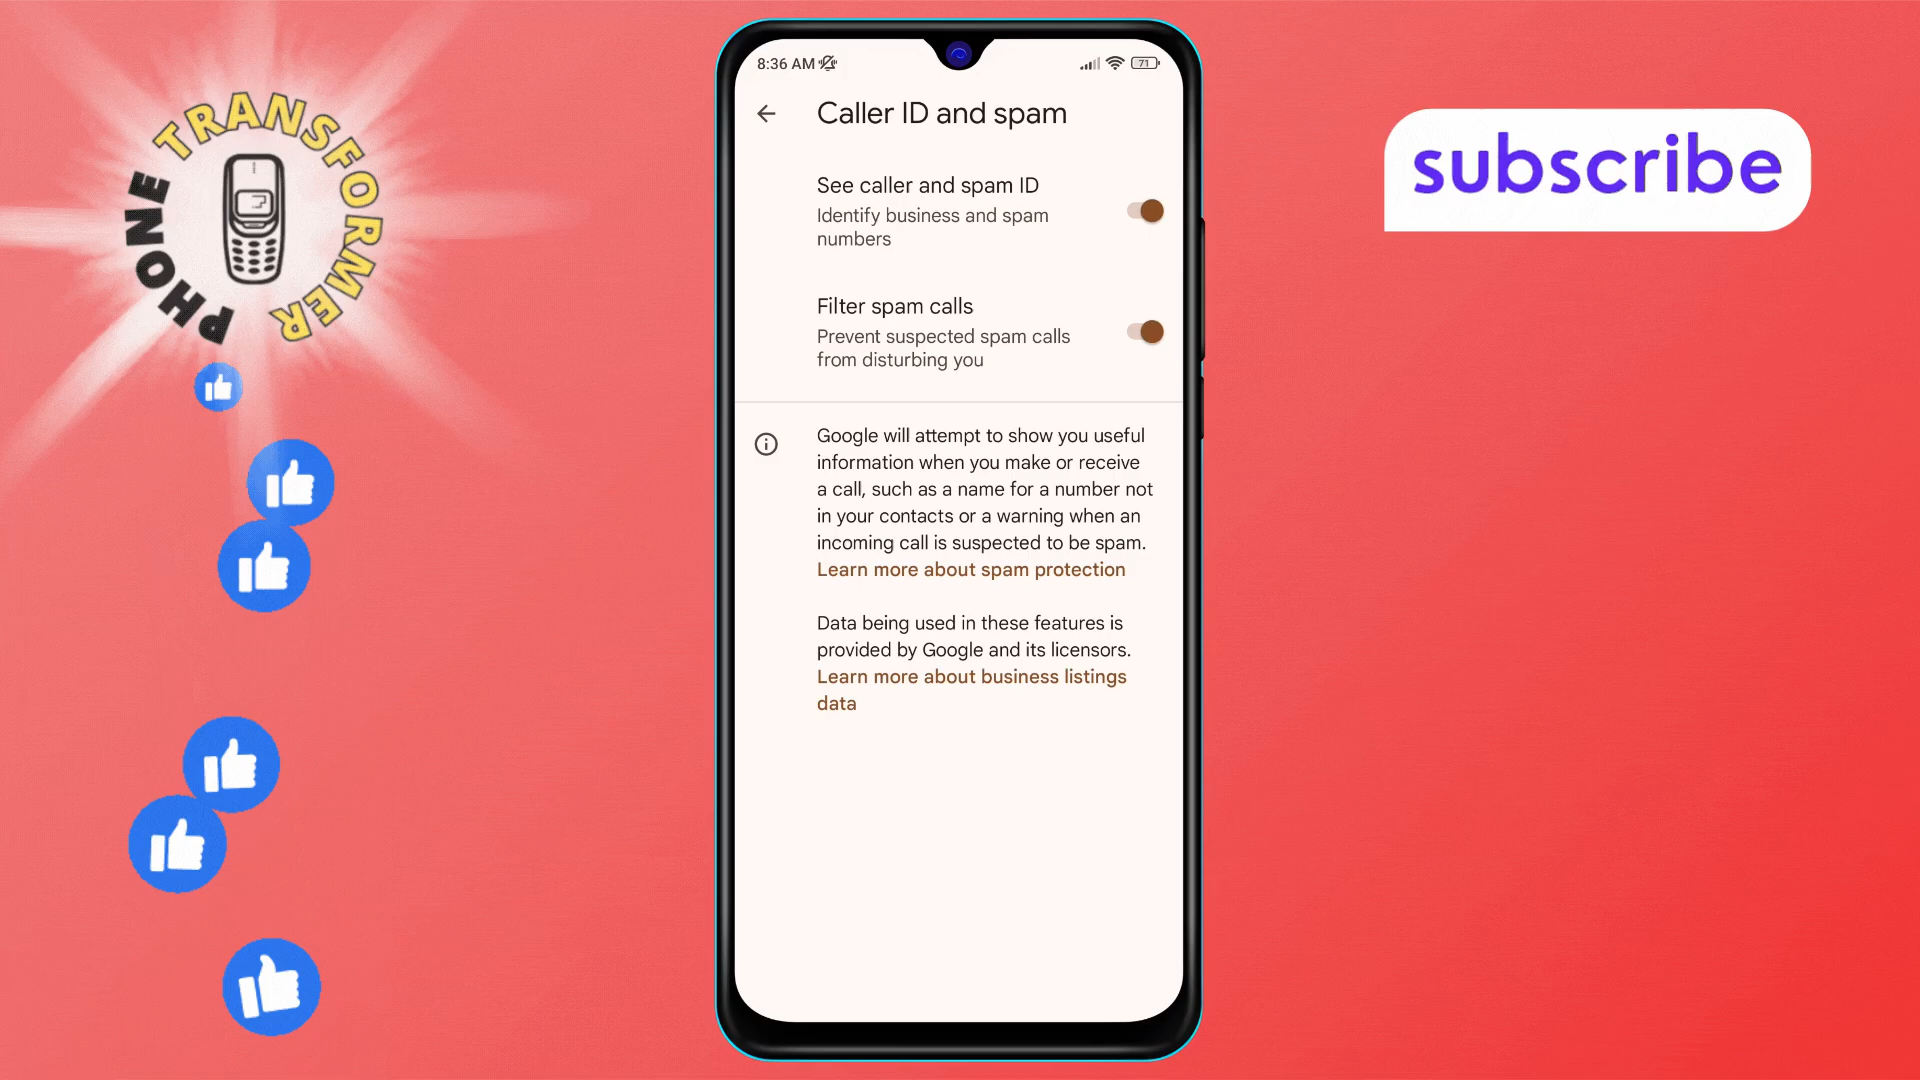 PHONE TRANSFORMER
8:36 AM
71
Caller ID and spam
See caller and spam ID
Identify business and spam
numbers
Filter spam calls
Prevent suspected spam calls
from disturbing you
Google will attempt to show you useful
information when you make or receive
a call, such as a name for a number not
in your contacts or a warning when an
incoming call is suspected to be spam.
Learn more about spam protection
Data being used in these features is
provided by Google and its licensors.
Learn more about business listings
data
subscribe